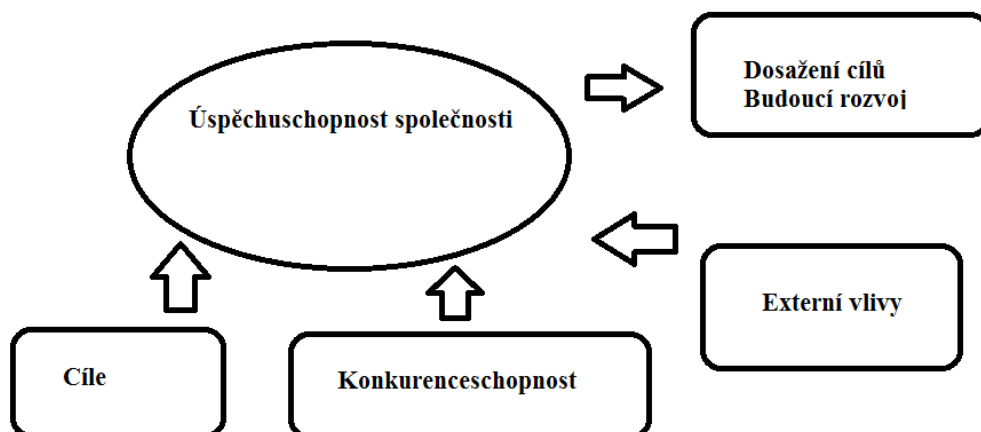 Úspěchuschopnost společnosti
Dosažení cílů
Budoucí rozvoj
Externí vlivy
Cíle
Konkurenceschopnost